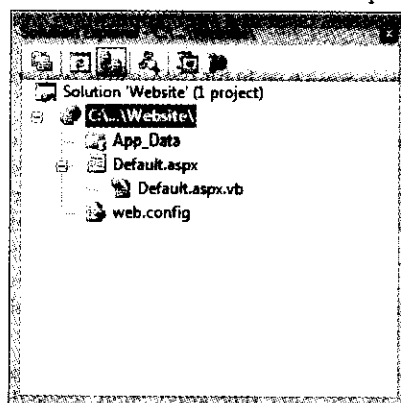 Solution 'Website' (1 project)
C:\...\Website\
App_Data
Default.aspx
Default.aspx.vb
web.config